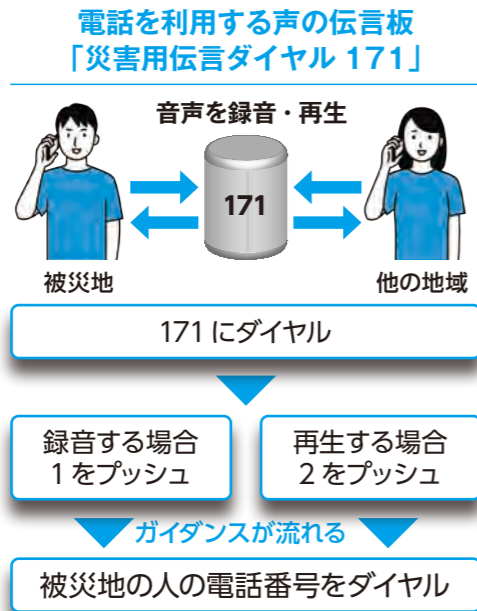 電話を利用する声の伝言板
「災害用伝言ダイヤル 171」
音声を録音・再生
171
被災地
他の地域
171 にダイヤル
録音する場合
1 をプッシュ
再生する場合
2 をプッシュ
ガイダンスが流れる
被災地の人の電話番号をダイヤル